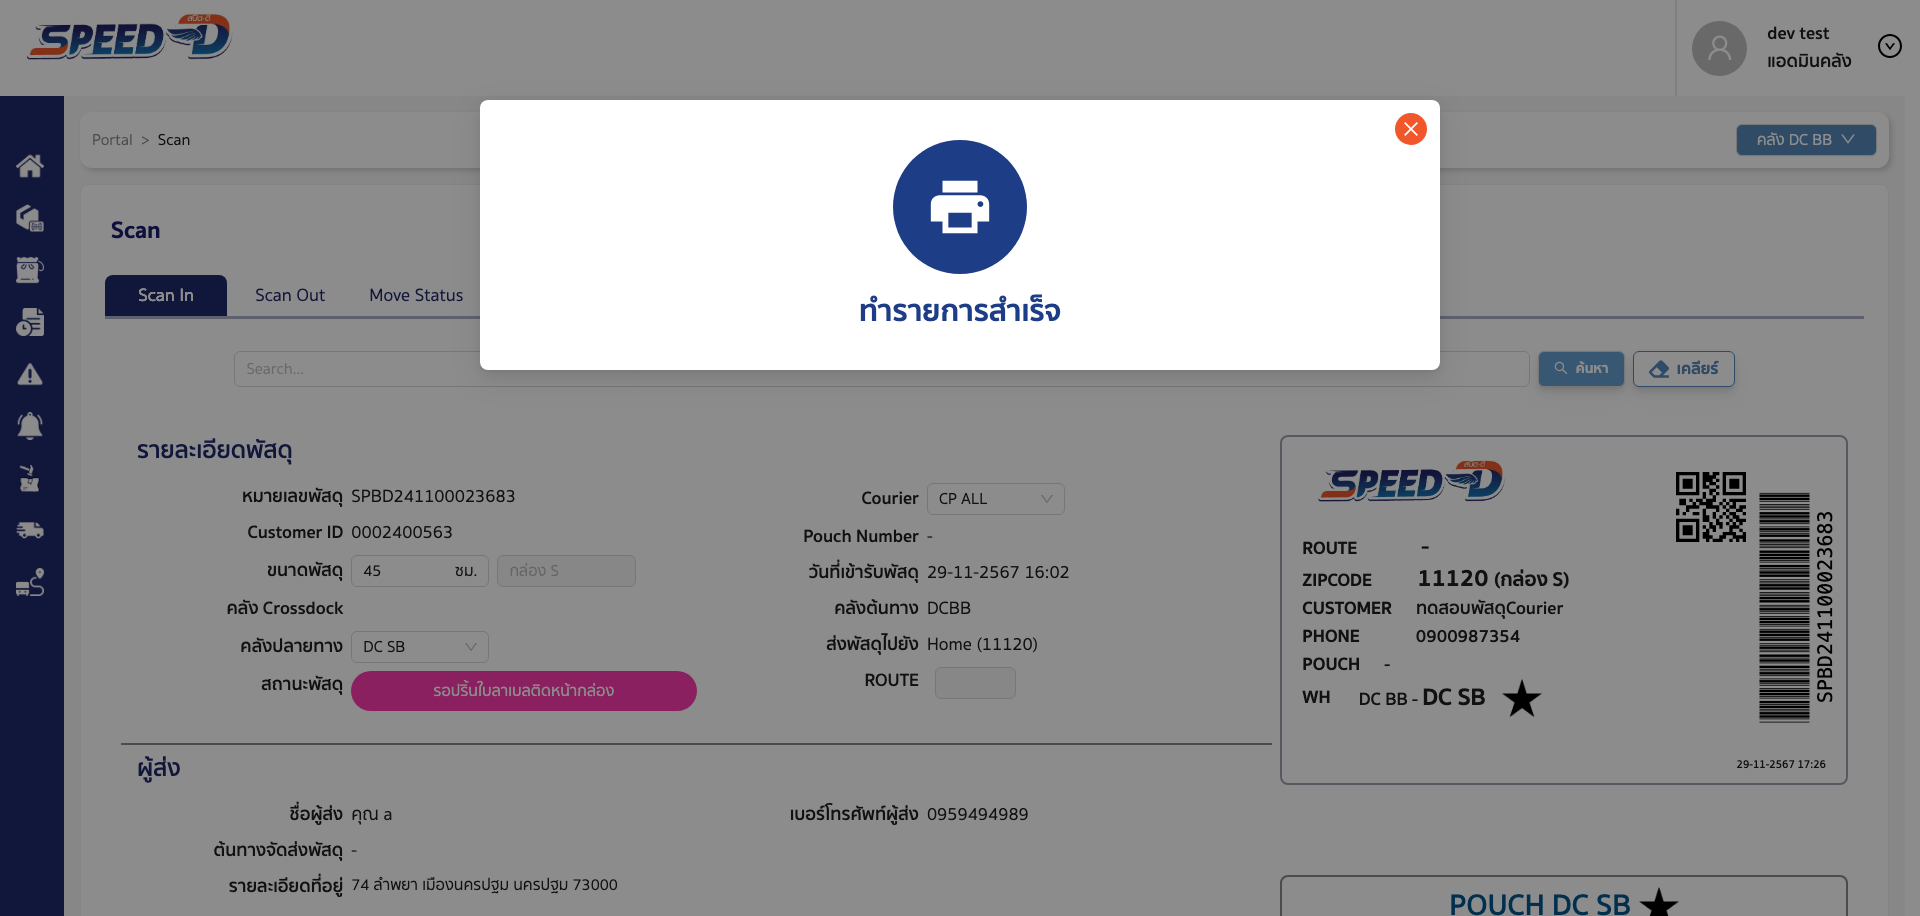 สปีด-ดี
SPEED-D
dev test
แอดมินคลัง
Portal > Scan
คลัง DC BB
ทำรายการสำเร็จ
Scan
Scan In
Scan Out
Move Status
Search...
ค้นหา
เคลียร์
รายละเอียดพัสดุ
หมายเลขพัสดุ SPBD241100023683
Customer ID 0002400563
ขนาดพัสดุ 45 ซม. กล่อง S
คลัง Crossdock
คลังปลายทาง DC SB
สถานะพัสดุ รอปริ้นใบลาเบลติดหน้ากล่อง
Courier CP ALL
Pouch Number -
วันที่เข้ารับพัสดุ 29-11-2567 16:02
คลังต้นทาง DCBB
ส่งพัสดุไปยัง Home (11120)
ROUTE
สปีด-ดี
SPEED-D
ROUTE -
ZIPCODE 11120 (กล่อง S)
CUSTOMER ทดสอบพัสดุCourier
PHONE 0900987354
POUCH -
WH DC BB - DC SB
SPBD241100023683
29-11-2567 17:26
ผู้ส่ง
ชื่อผู้ส่ง คุณ a
เบอร์โทรศัพท์ผู้ส่ง 0959494989
ต้นทางจัดส่งพัสดุ -
รายละเอียดที่อยู่ 74 ลำพยา เมืองนครปฐม นครปฐม 73000
POUCH DC SB